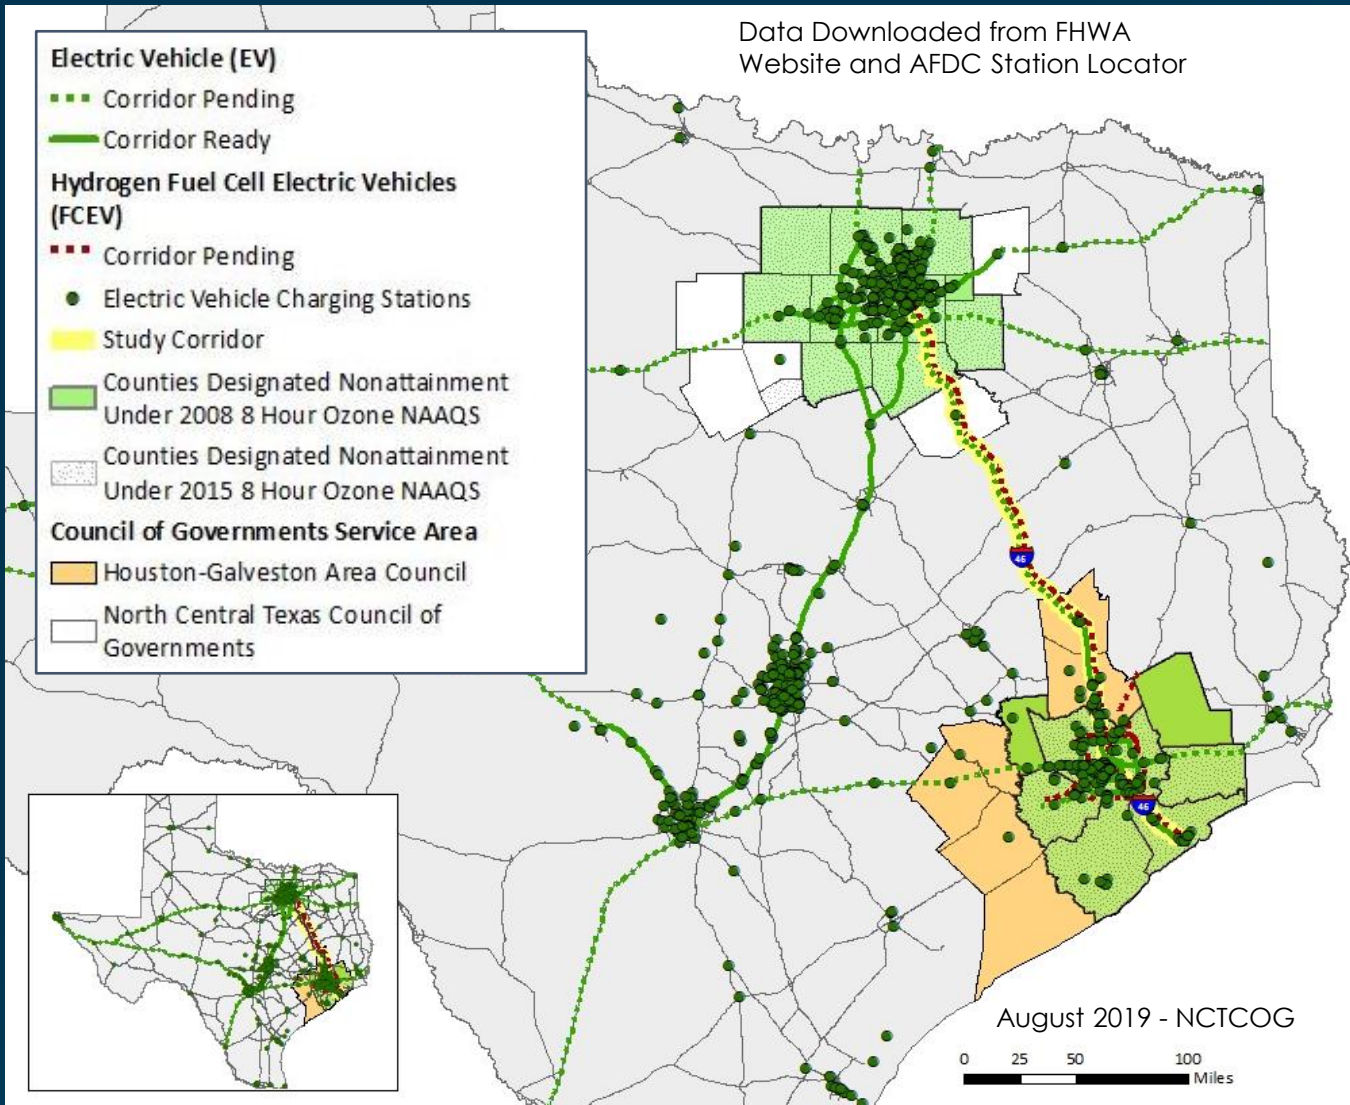 Data Downloaded from FHWA
Website and AFDC Station Locator
Electric Vehicle (EV)
Corridor Pending
Corridor Ready
Hydrogen Fuel Cell Electric Vehicles
(FCEV)
Corridor Pending
Electric Vehicle Charging Stations
Study Corridor
Counties Designated Nonattainment
Under 2008 8 Hour Ozone NAAQS
Counties Designated Nonattainment
Under 2015 8 Hour Ozone NAAQS
Council of Governments Service Area
Houston-Galveston Area Council
North Central Texas Council of
Governments
45
45
August 2019 - NCTCOG
0 25 50 100
Miles